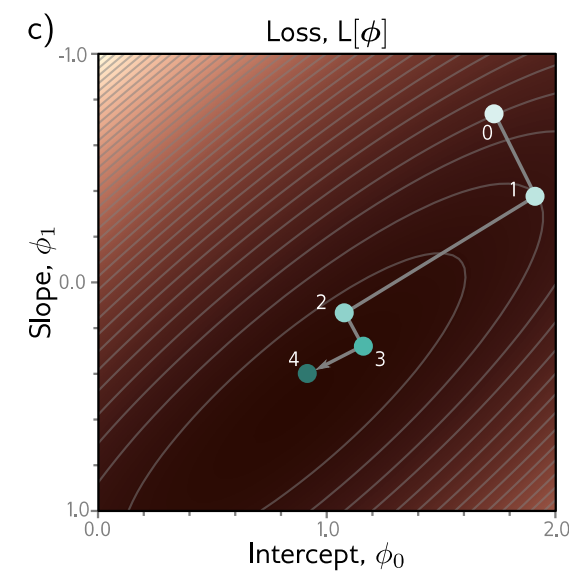 c)
Loss, L[ϕ]
-1.0
0
1
Slope, ϕ₁
0.0
2
4
3
1.0
0.0
1.0
2.0
Intercept, ϕ₀